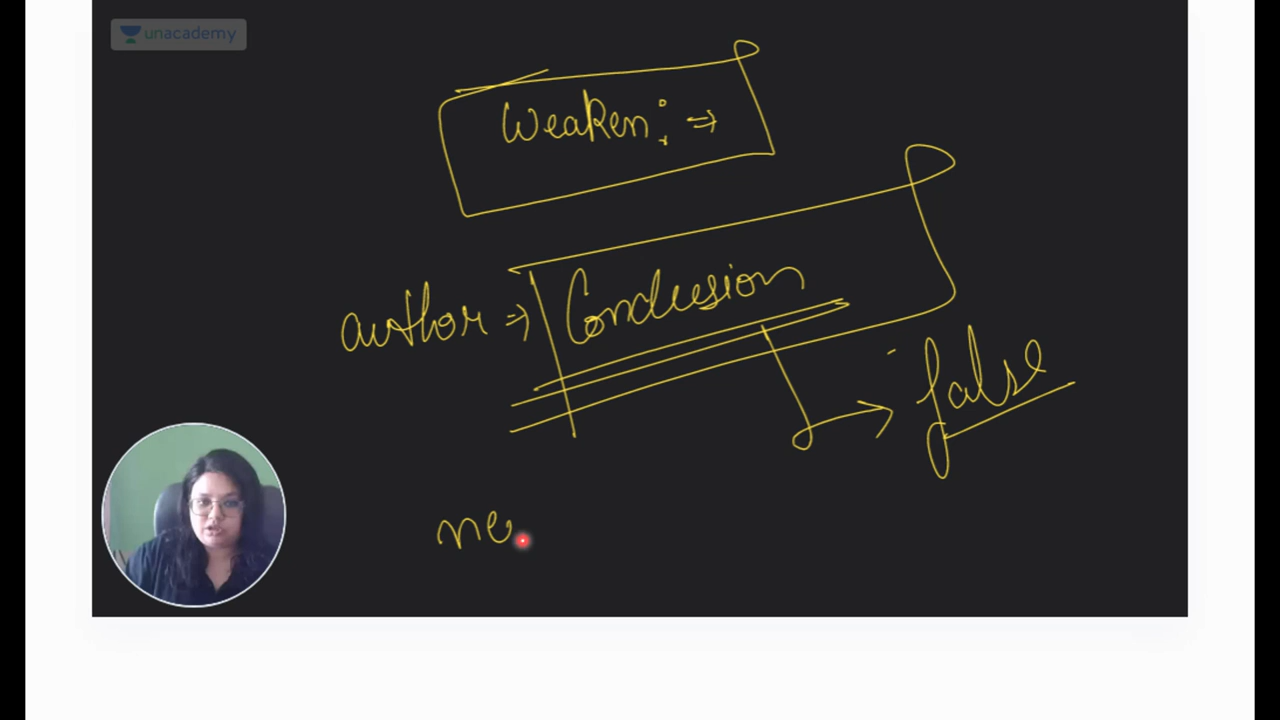 unacademy
Weaken: ⇒
author ⇒ Conclusion
→ false
ne